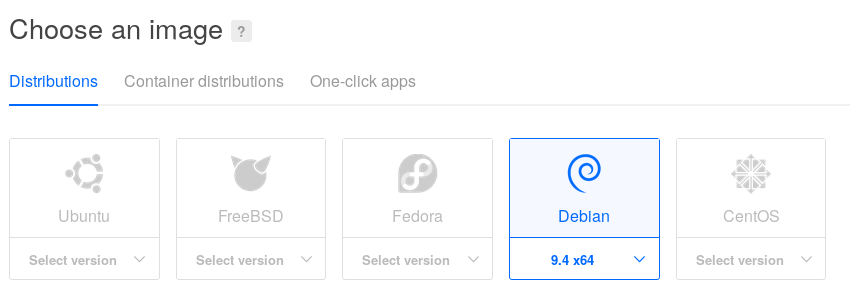 Choose an image ?
Distributions Container distributions One-click apps
Ubuntu FreeBSD Fedora Debian CentOS
Select version Select version Select version 9.4 x64 Select version